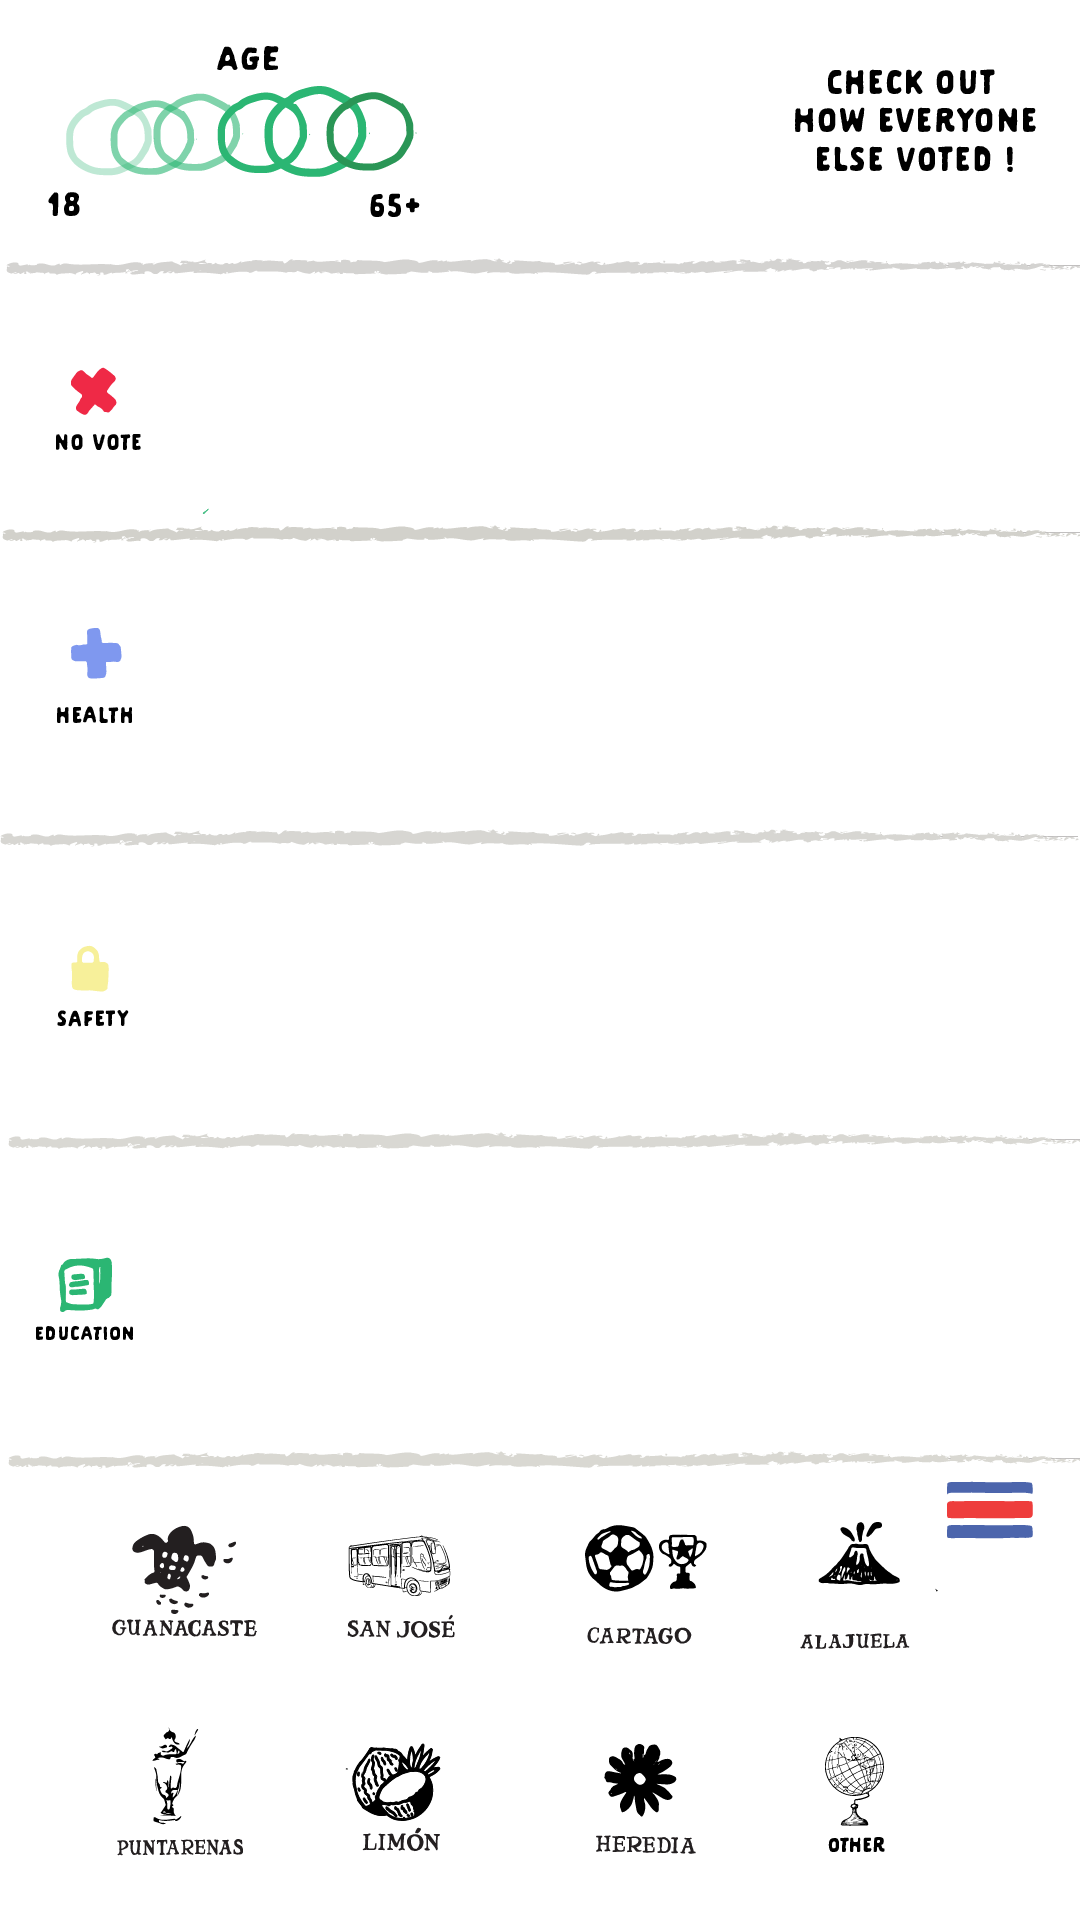 AGE
18
65+
CHECK OUT
HOW EVERYONE
ELSE VOTED !
NO VOTE
HEALTH
SAFETY
EDUCATION
GUANACASTE
SAN JOSÉ
CARTAGO
ALAJUELA
PUNTARENAS
LIMÓN
HEREDIA
OTHER